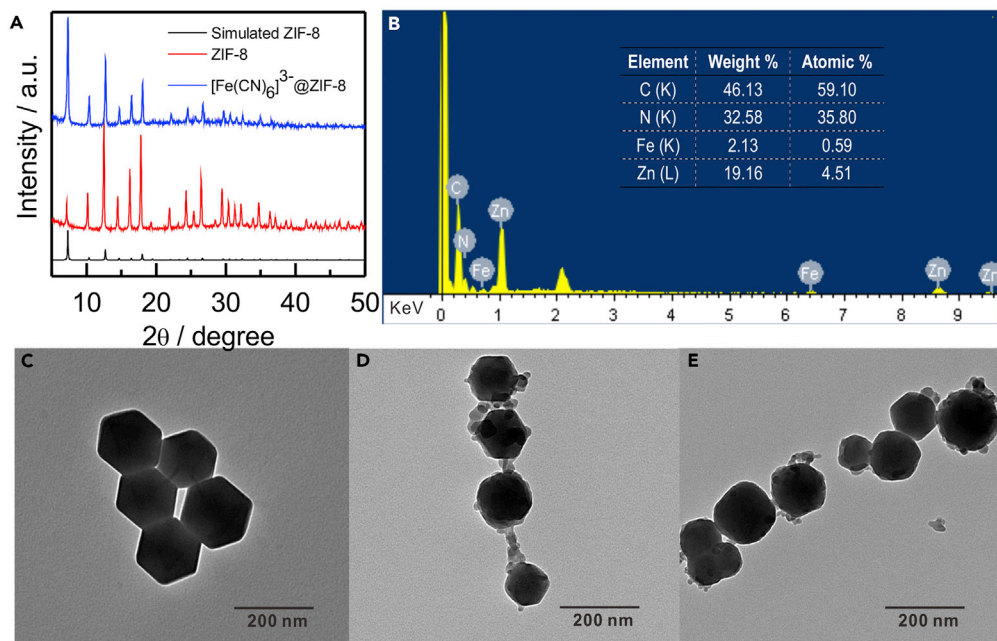 A
Intensity / a.u.
Simulated ZIF-8
ZIF-8
[Fe(CN)₆]³⁻@ZIF-8
10 20 30 40 50
2θ / degree
B
Element Weight % Atomic %
C (K) 46.13 59.10
N (K) 32.58 35.80
Fe (K) 2.13 0.59
Zn (L) 19.16 4.51
C
N
Fe
Zn
Fe
Zn
Zn
KeV 0 1 2 3 4 5 6 7 8 9
C
200 nm
D
200 nm
E
200 nm